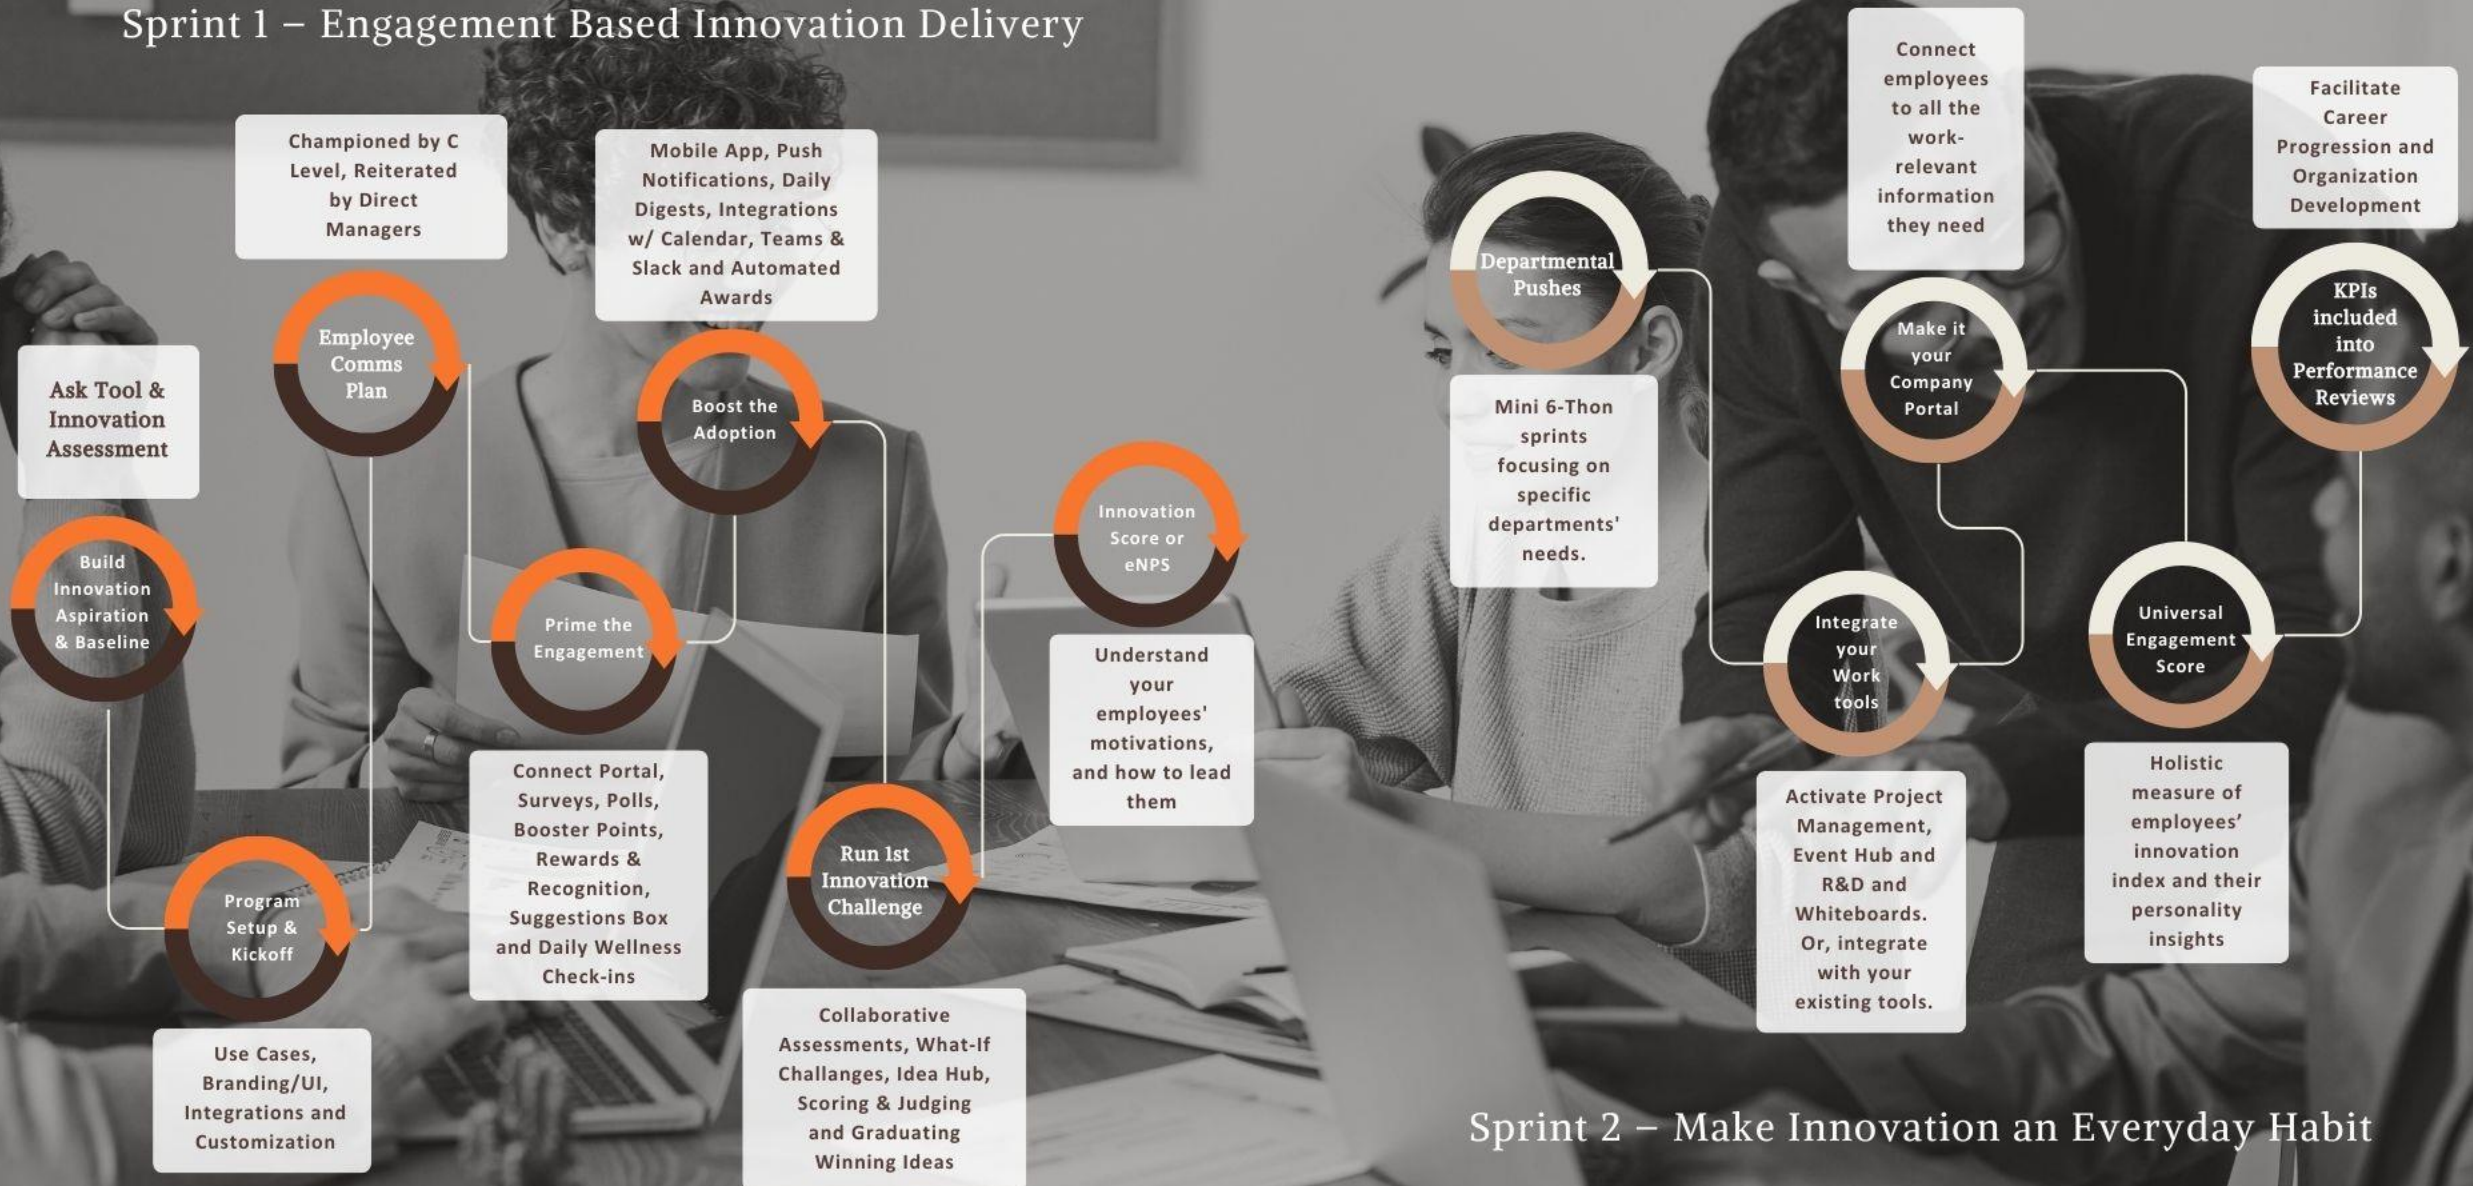 Sprint 1 – Engagement Based Innovation Delivery
Ask Tool &
Innovation
Assessment
Build
Innovation
Aspiration
& Baseline
Program
Setup &
Kickoff
Use Cases,
Branding/UI,
Integrations and
Customization
Championed by C
Level, Reiterated
by Direct
Managers
Employee
Comms
Plan
Prime the
Engagement
Connect Portal,
Surveys, Polls,
Booster Points,
Rewards &
Recognition,
Suggestions Box
and Daily Wellness
Check-ins
Mobile App, Push
Notifications, Daily
Digests, Integrations
w/ Calendar, Teams &
Slack and Automated
Awards
Boost the
Adoption
Run 1st
Innovation
Challenge
Collaborative
Assessments, What-If
Challanges, Idea Hub,
Scoring & Judging
and Graduating
Winning Ideas
Innovation
Score or
eNPS
Understand
your
employees'
motivations,
and how to lead
them
Departmental
Pushes
Mini 6-Thon
sprints
focusing on
specific
departments'
needs.
Integrate
your
Work
tools
Activate Project
Management,
Event Hub and
R&D and
Whiteboards.
Or, integrate
with your
existing tools.
Connect
employees
to all the
work-
relevant
information
they need
Make it
your
Company
Portal
Universal
Engagement
Score
Holistic
measure of
employees’
innovation
index and their
personality
insights
Facilitate
Career
Progression and
Organization
Development
KPIs
included
into
Performance
Reviews
Sprint 2 – Make Innovation an Everyday Habit